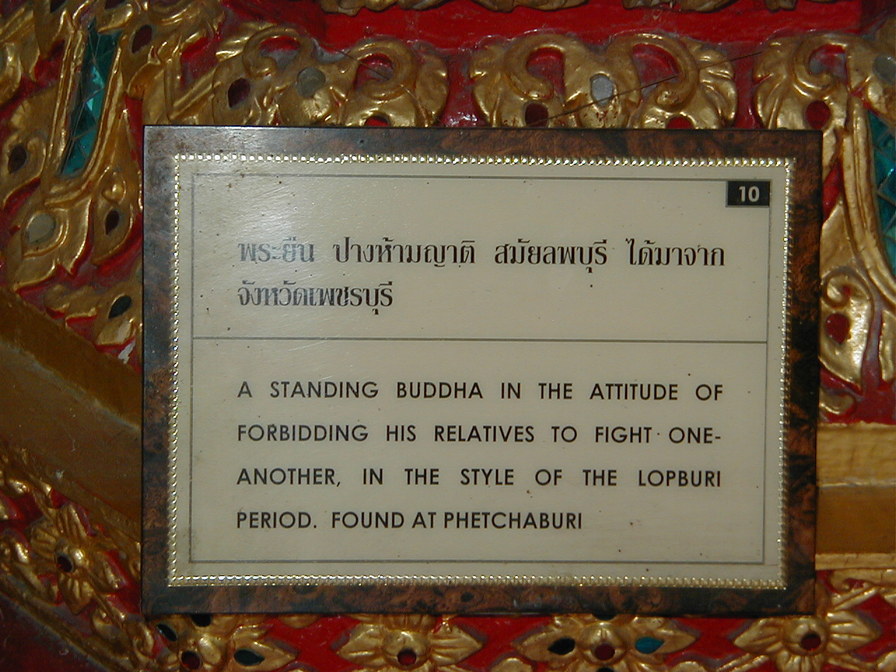 10
พระยืน ปางห้ามญาติ สมัยลพบุรี ได้มาจาก
จังหวัดเพชรบุรี
A STANDING BUDDHA IN THE ATTITUDE OF
FORBIDDING HIS RELATIVES TO FIGHT ONE-
ANOTHER, IN THE STYLE OF THE LOPBURI
PERIOD. FOUND AT PHETCHABURI